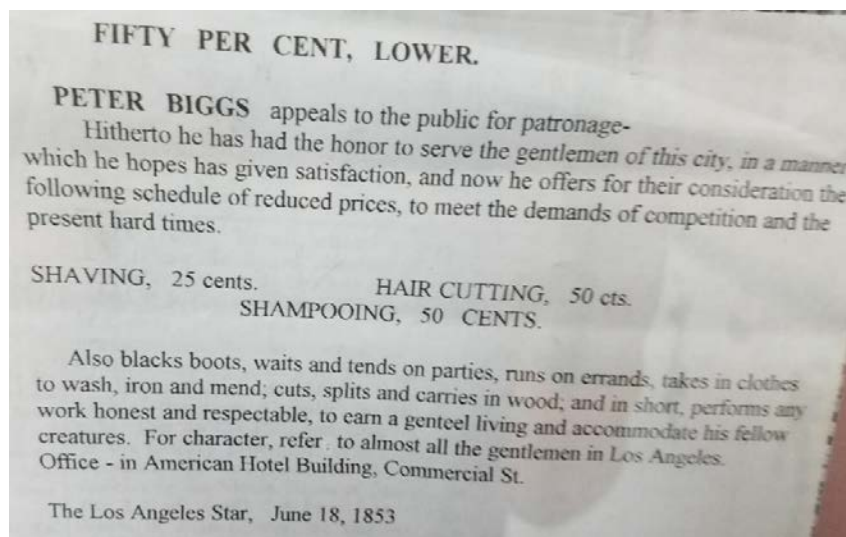 FIFTY PER CENT, LOWER.
PETER BIGGS appeals to the public for patronage-
Hitherto he has had the honor to serve the gentlemen of this city, in a manner
which he hopes has given satisfaction, and now he offers for their consideration the
following schedule of reduced prices, to meet the demands of competition and the
present hard times.
SHAVING, 25 cents. HAIR CUTTING, 50 cts.
SHAMPOOING, 50 CENTS.
Also blacks boots, waits and tends on parties, runs on errands, takes in clothes
to wash, iron and mend; cuts, splits and carries in wood; and in short, performs any
work honest and respectable, to earn a genteel living and accommodate his fellow
creatures. For character, refer to almost all the gentlemen in Los Angeles.
Office - in American Hotel Building, Commercial St.
The Los Angeles Star, June 18, 1853